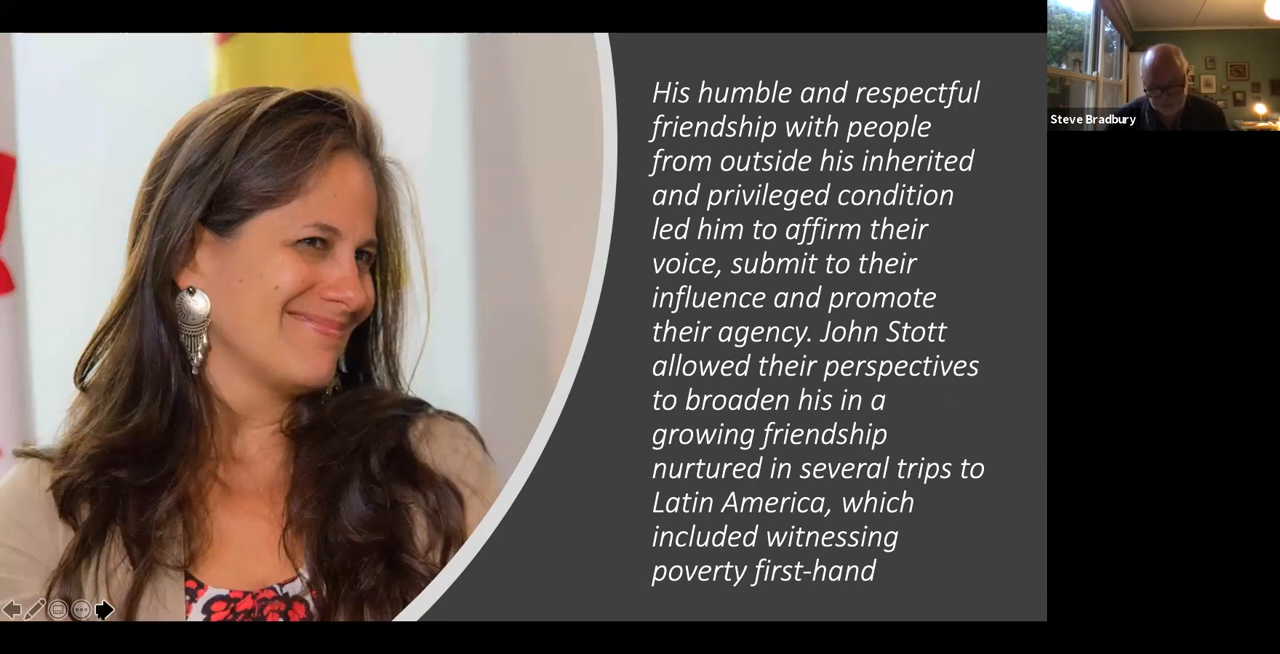 His humble and respectful
friendship with people
from outside his inherited
and privileged condition
led him to affirm their
voice, submit to their
influence and promote
their agency. John Stott
allowed their perspectives
to broaden his in a
growing friendship
nurtured in several trips to
Latin America, which
included witnessing
poverty first-hand
Steve Bradbury